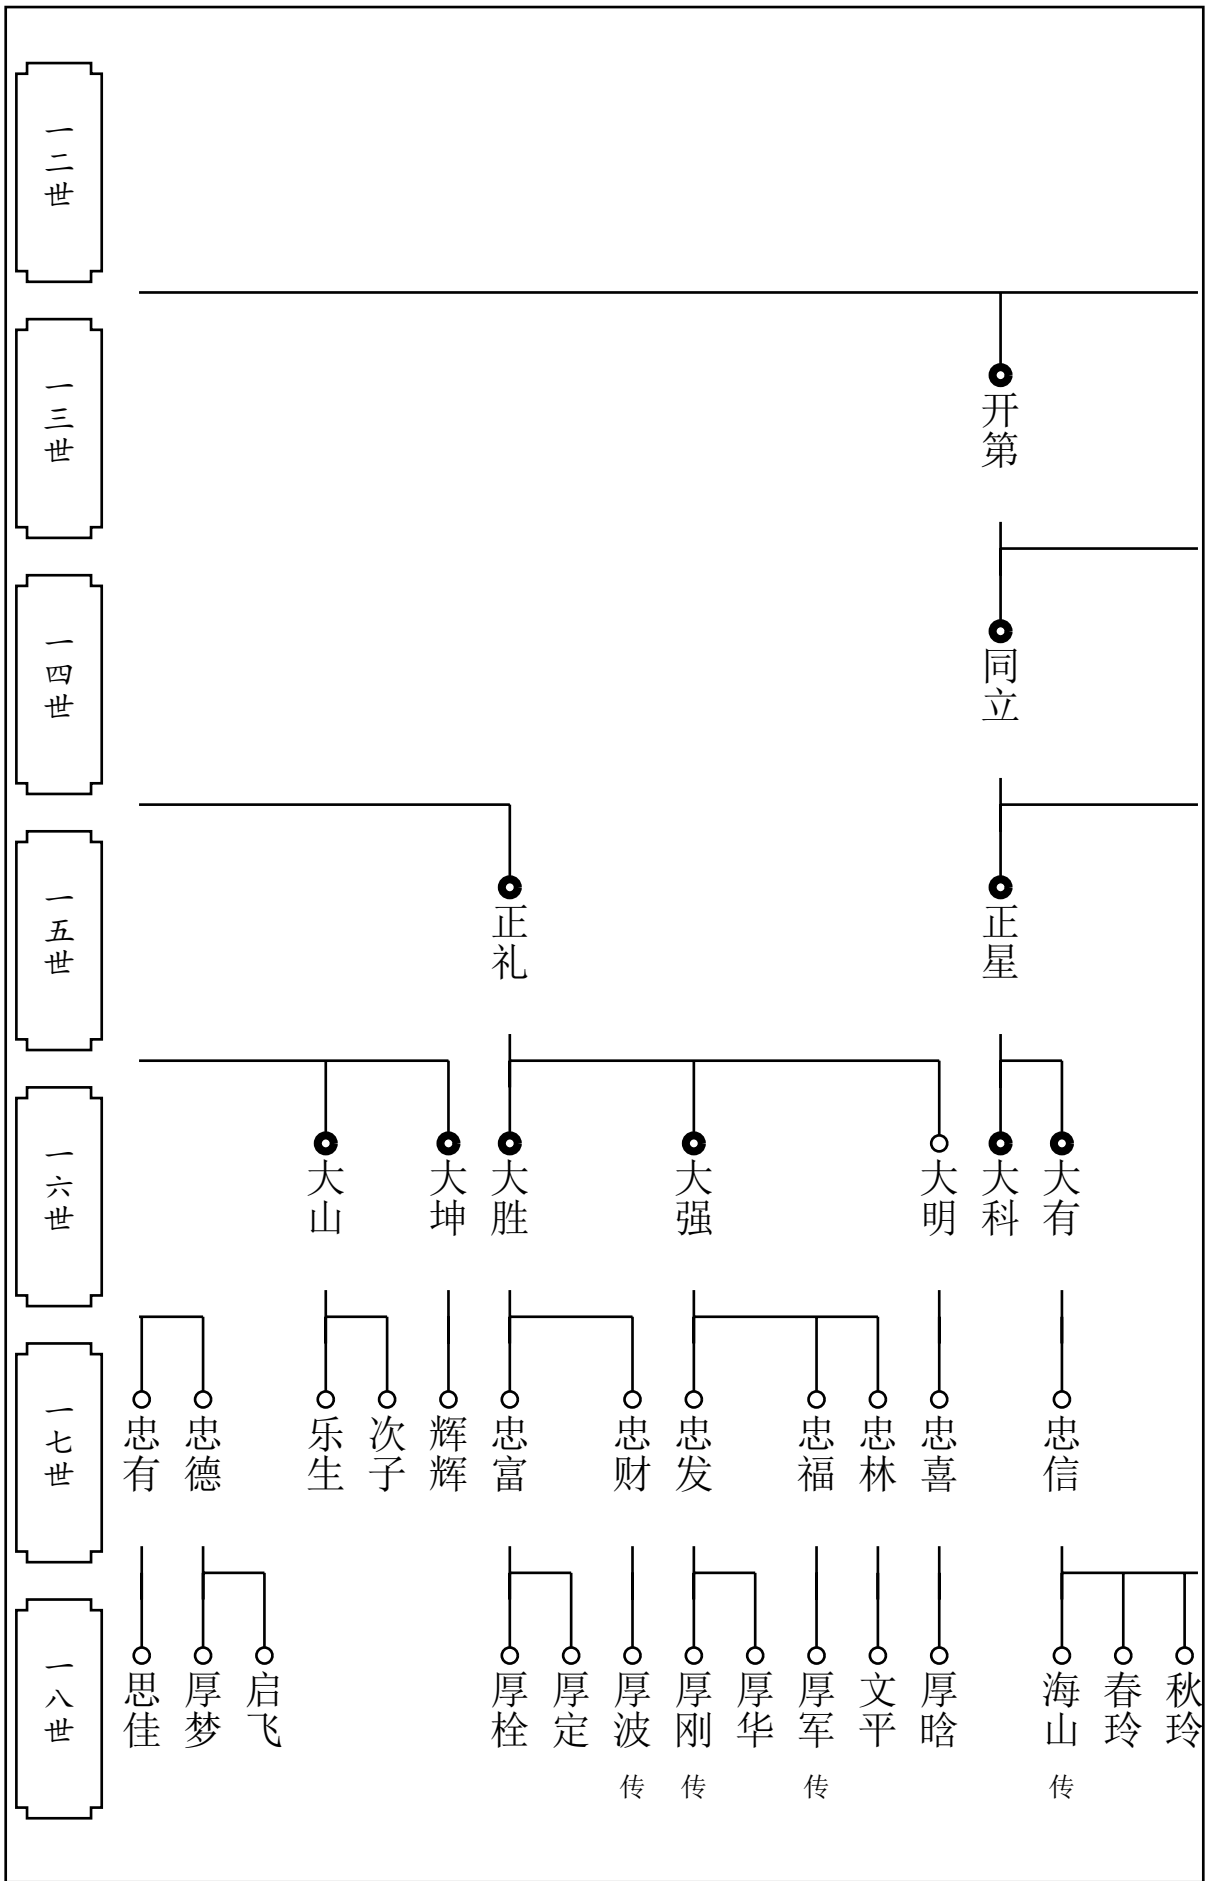 一二世
一三世
开第
一四世
同立
一五世
正星
正礼
一六世
大有
大科
大明
大强
大胜
大坤
大山
一七世
忠信
忠喜
忠林
忠福
忠发
忠财
忠富
辉辉
次子
乐生
忠德
忠有
一八世
秋玲
春玲
海山
传
厚晗
文平
厚军
传
厚华
厚刚
传
厚波
传
厚定
厚栓
启飞
厚梦
思佳